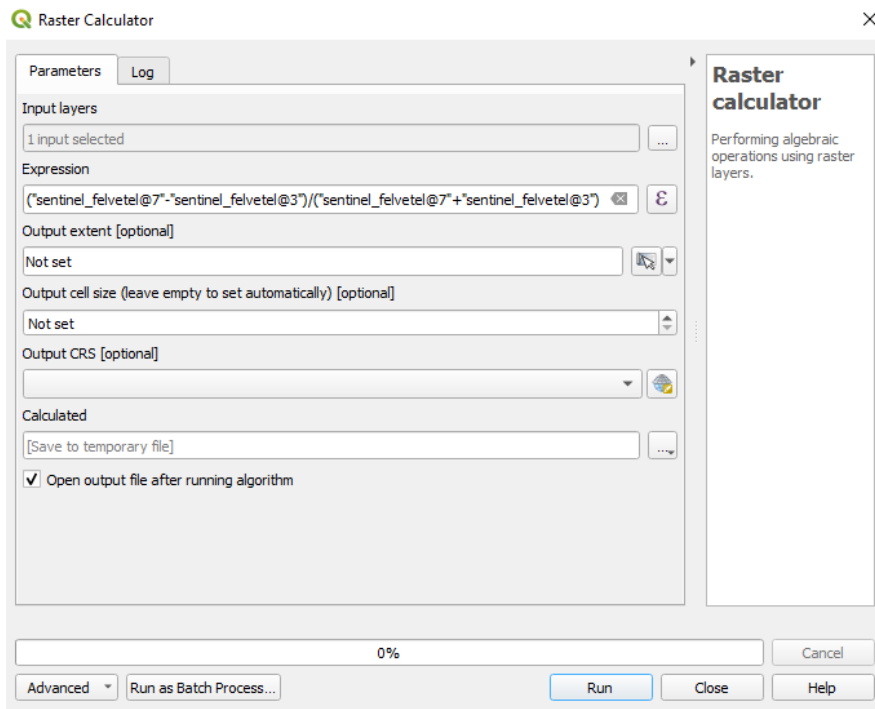 Raster Calculator
Parameters
Log
Input layers
1 input selected
...
Expression
("sentinel_felvetel@7"-"sentinel_felvetel@3")/("sentinel_felvetel@7"+"sentinel_felvetel@3")
ε
Output extent [optional]
Not set
Output cell size (leave empty to set automatically) [optional]
Not set
Output CRS [optional]
Calculated
[Save to temporary file]
...
Open output file after running algorithm
Raster
calculator
Performing algebraic
operations using raster
layers.
0%
Cancel
Advanced
Run as Batch Process...
Run
Close
Help